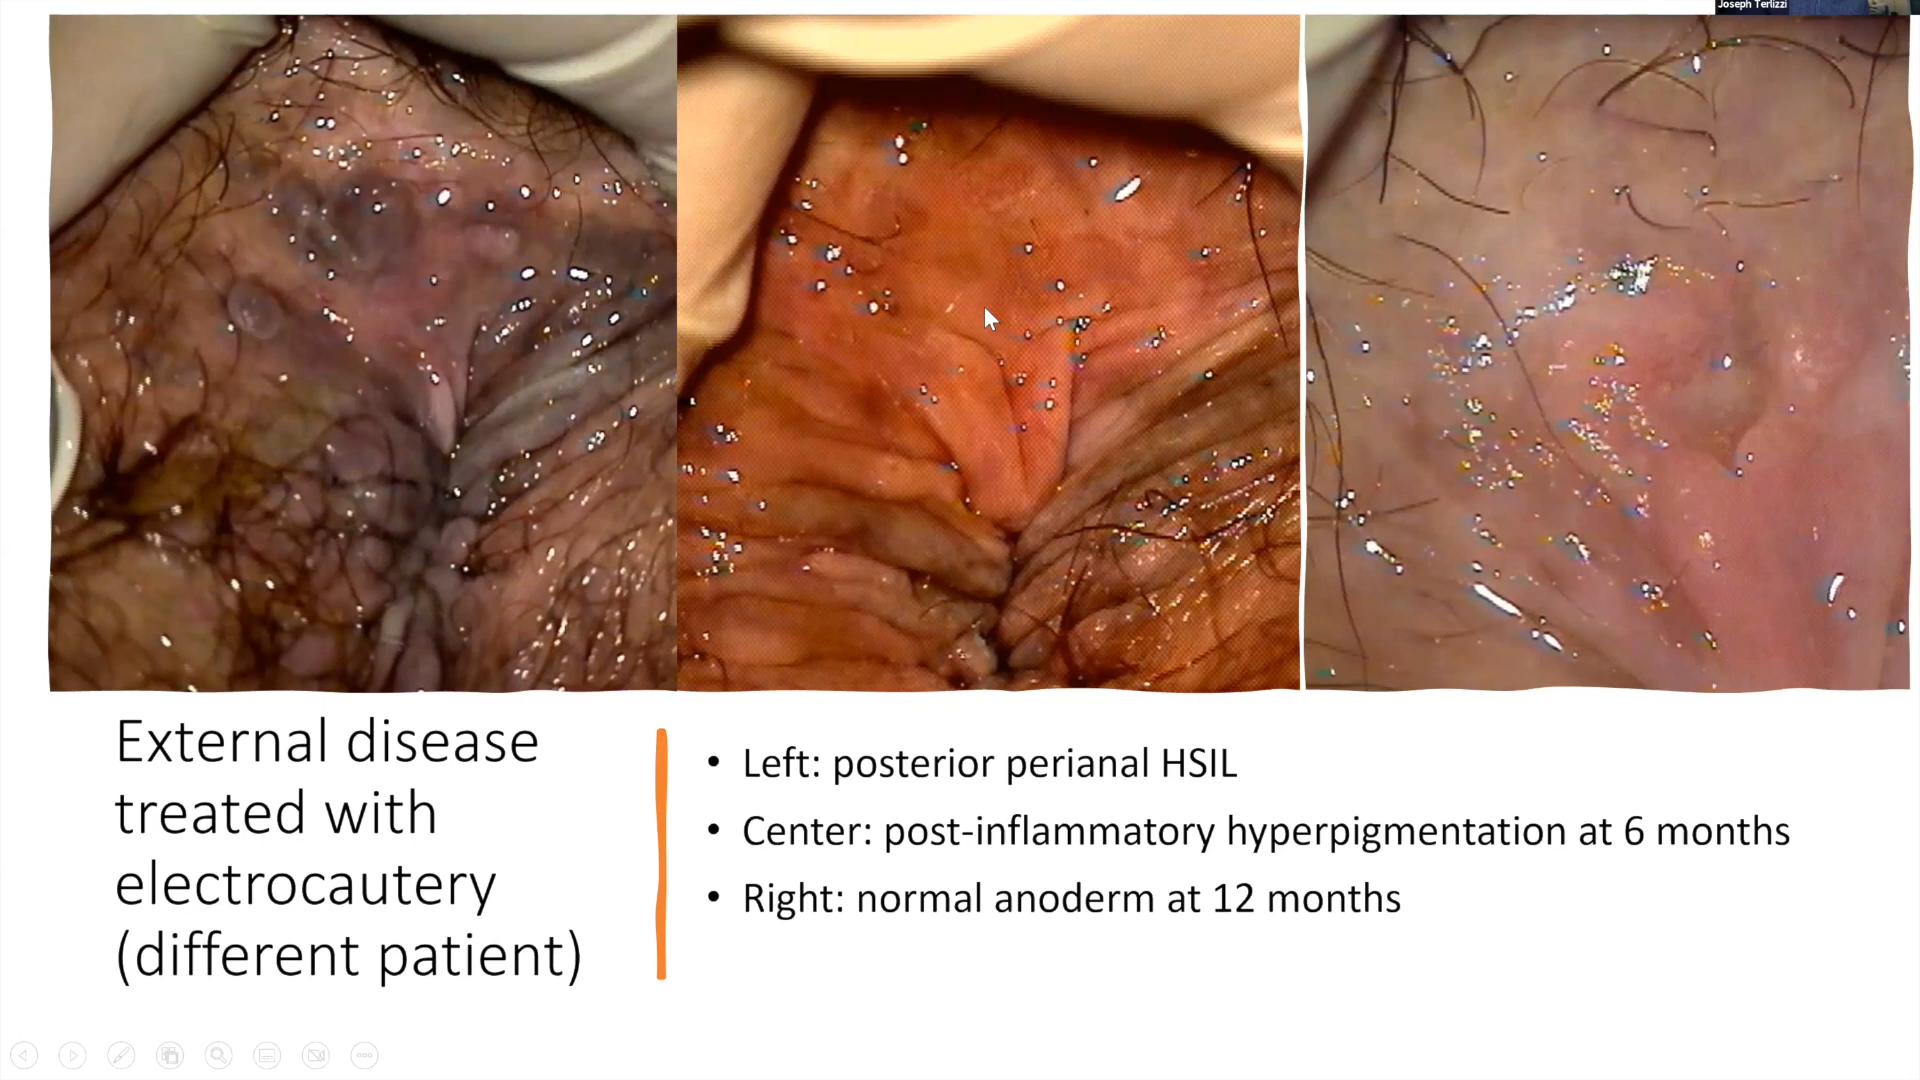 Joseph Terlizzi
External disease
treated with
electrocautery
(different patient)
• Left: posterior perianal HSIL
• Center: post-inflammatory hyperpigmentation at 6 months
• Right: normal anoderm at 12 months